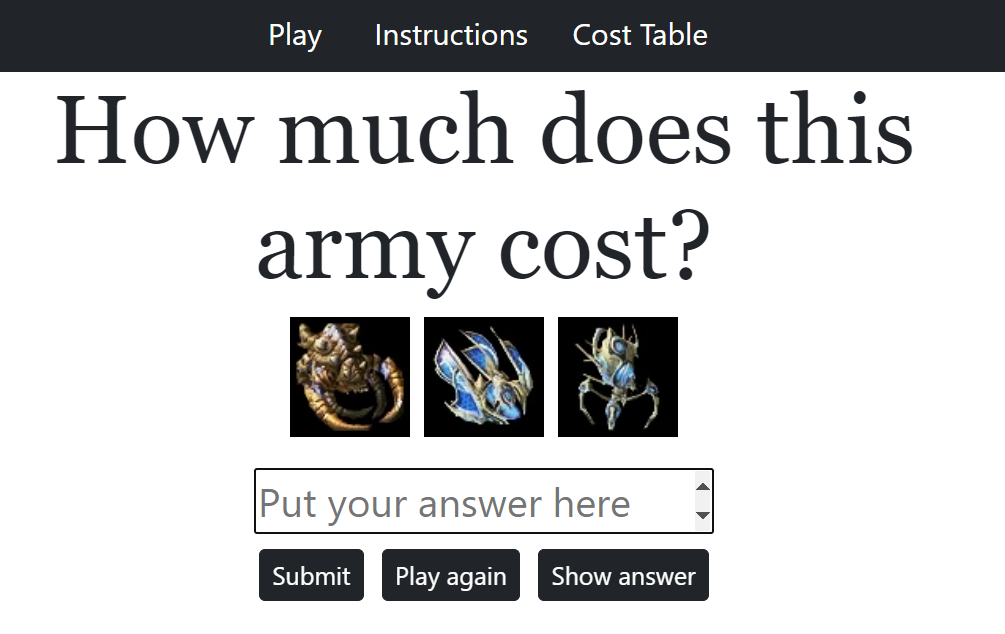 Play Instructions Cost Table
How much does this
army cost?
Put your answer here
Submit Play again Show answer